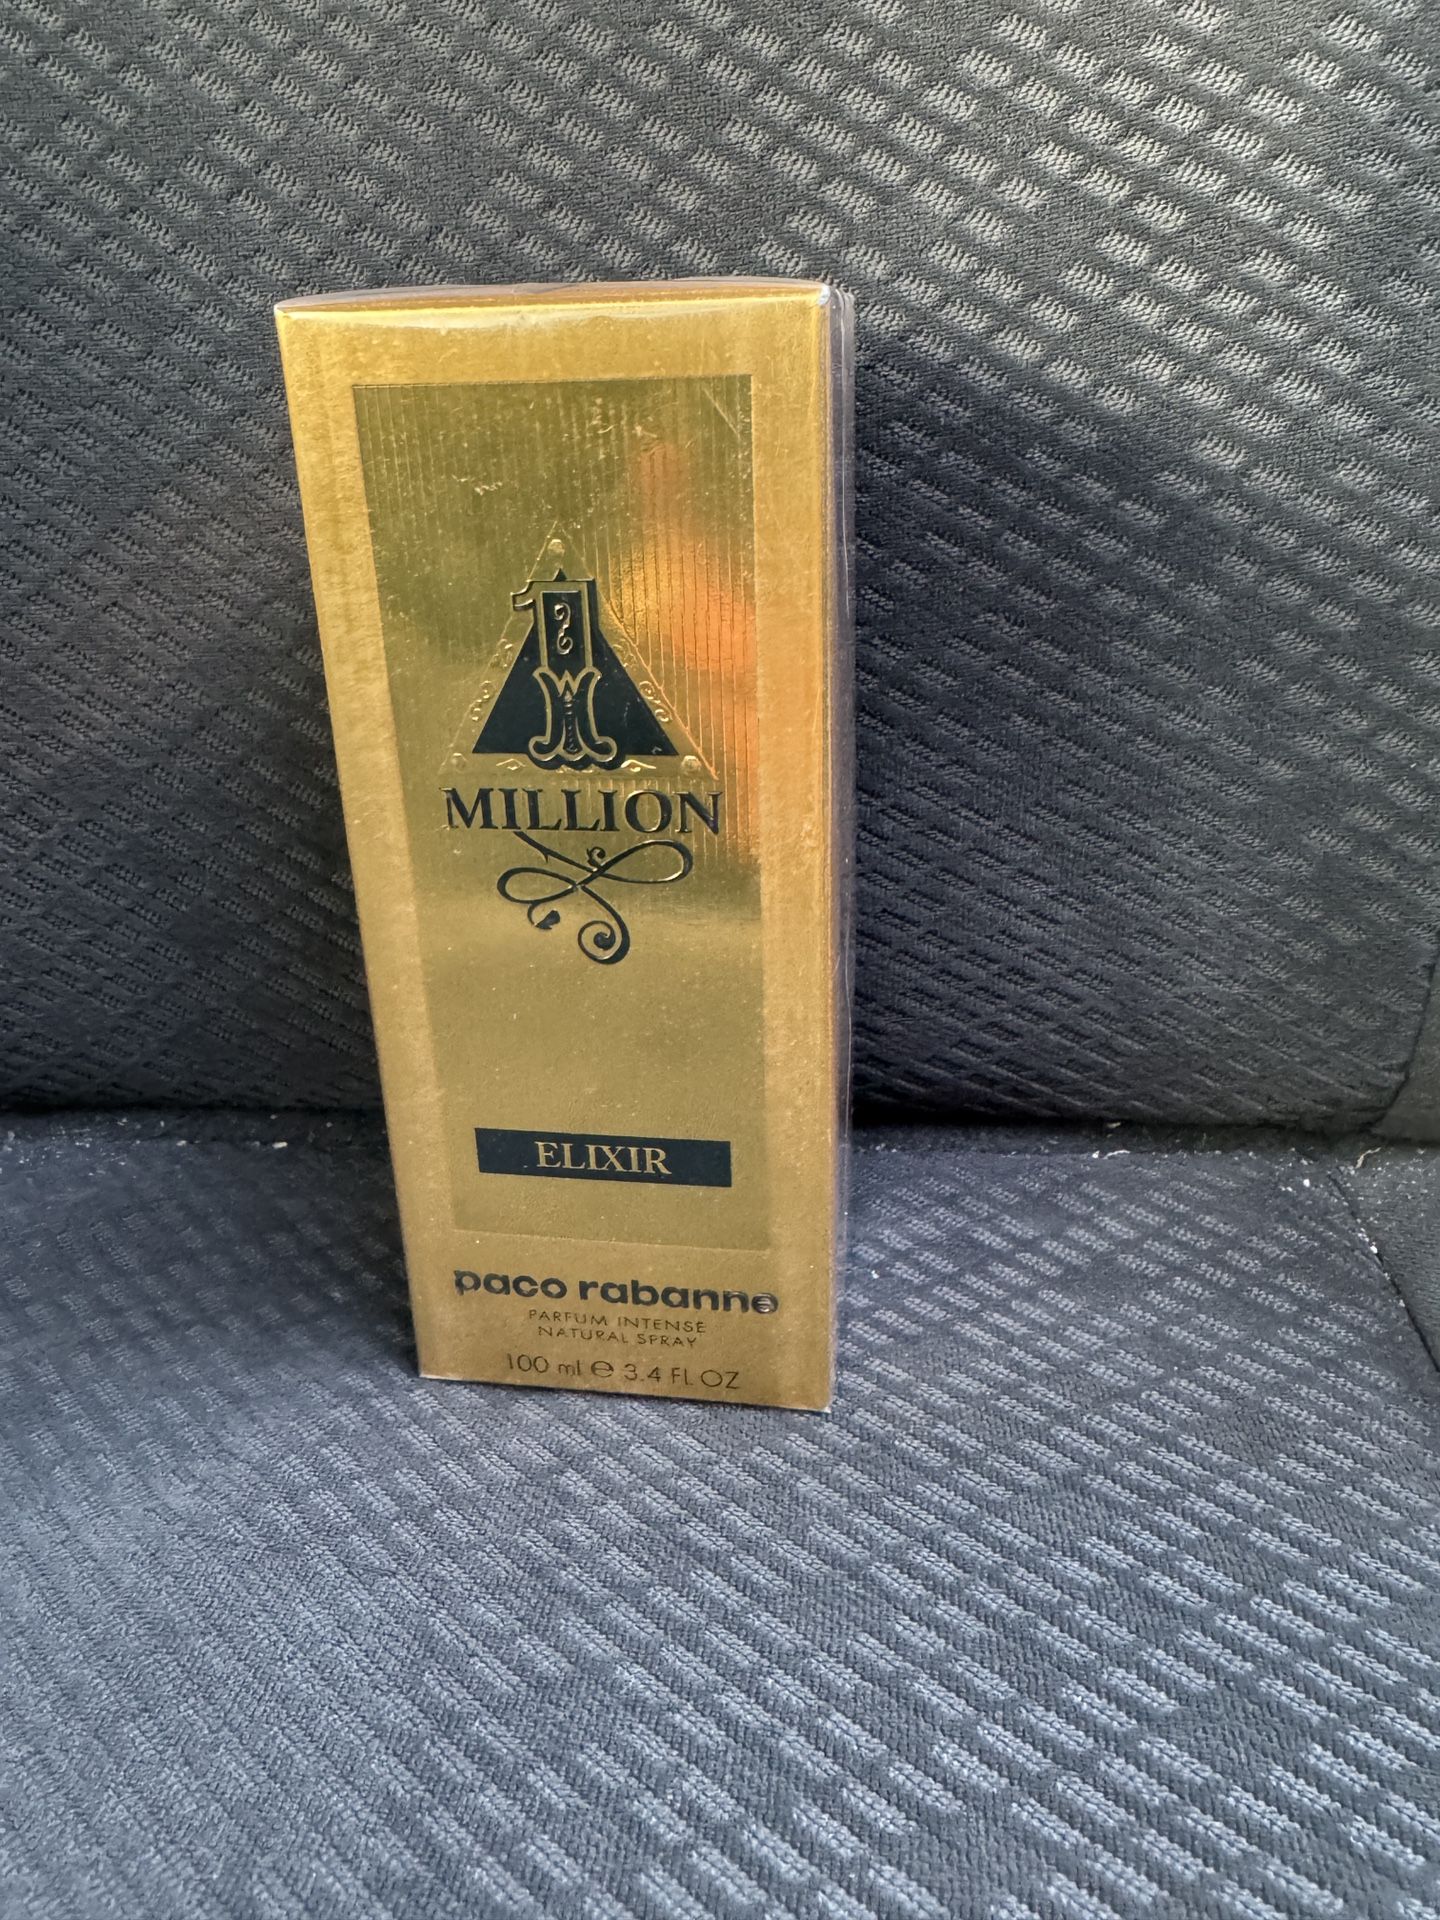 1
MILLION
ELIXIR
paco rabanne
PARFUM INTENSE
NATURAL SPRAY
100 ml ℮ 3.4 FL.OZ